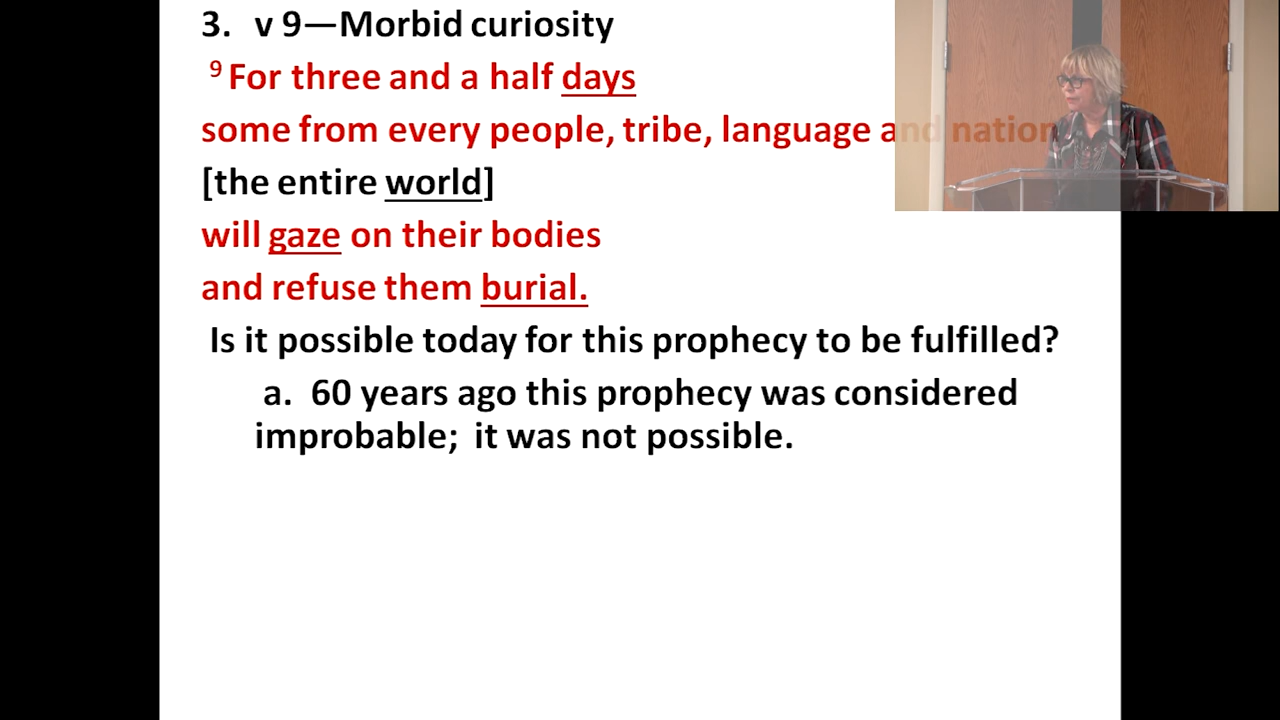 3. v 9—Morbid curiosity
9 For three and a half days
some from every people, tribe, language and nation
[the entire world]
will gaze on their bodies
and refuse them burial.
Is it possible today for this prophecy to be fulfilled?
a. 60 years ago this prophecy was considered
improbable; it was not possible.